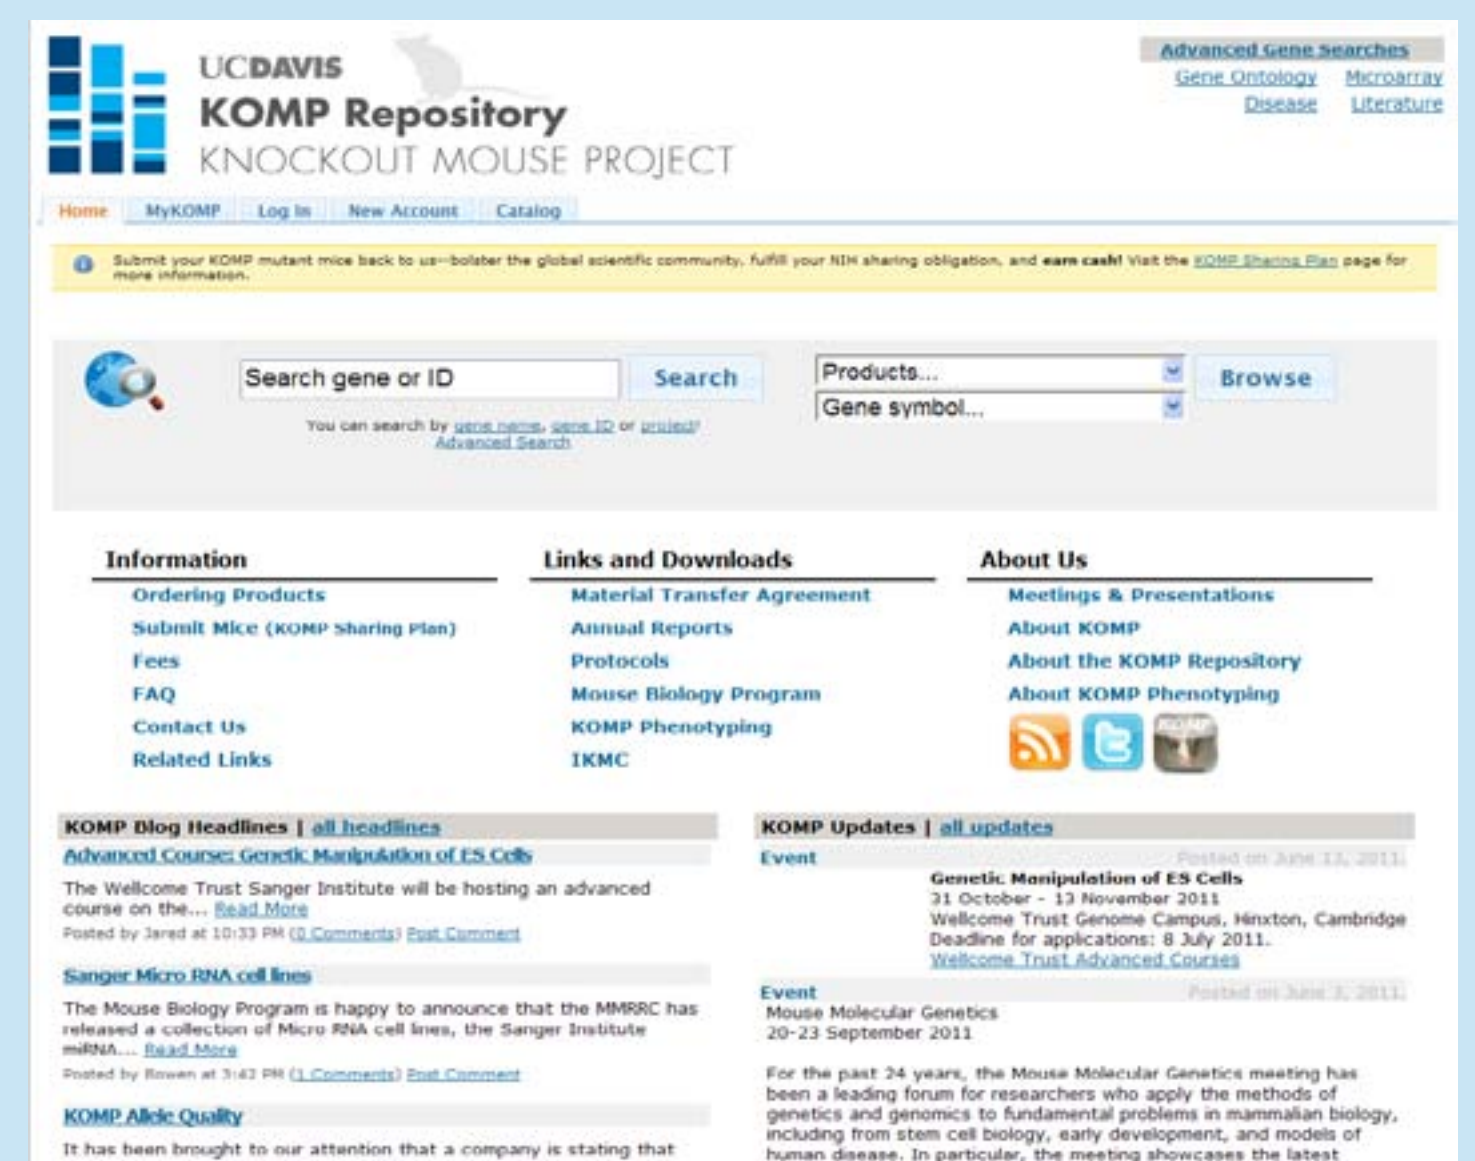 UCDAVIS
KOMP Repository
KNOCKOUT MOUSE PROJECT
Advanced Gene Searches
Gene Ontology Microarray
Disease Literature
Home MyKOMP Log In New Account Catalog
Submit your KOMP mutant mice back to us--bolster the global scientific community, fulfill your NIH sharing obligation, and earn cash! Visit the KOMP Sharing Plan page for
more information.
Search gene or ID Search
You can search by gene name, gene ID or project!
Advanced Search
Products... Browse
Gene symbol...
Information
Ordering Products
Submit Mice (KOMP Sharing Plan)
Fees
FAQ
Contact Us
Related Links
Links and Downloads
Material Transfer Agreement
Annual Reports
Protocols
Mouse Biology Program
KOMP Phenotyping
IKMC
About Us
Meetings & Presentations
About KOMP
About the KOMP Repository
About KOMP Phenotyping
KOMP
KOMP Blog Headlines | all headlines
Advanced Course: Genetic Manipulation of ES Cells
The Wellcome Trust Sanger Institute will be hosting an advanced
course on the... Read More
Posted by Jared at 10:33 PM (0 Comments) Post Comment
Sanger Micro RNA cell lines
The Mouse Biology Program is happy to announce that the MMRRC has
released a collection of Micro RNA cell lines, the Sanger Institute
miRNA... Read More
Posted by Rowen at 3:42 PM (1 Comments) Post Comment
KOMP Allele Quality
It has been brought to our attention that a company is stating that
KOMP Updates | all updates
Event Posted on June 13, 2011.
Genetic Manipulation of ES Cells
31 October - 13 November 2011
Wellcome Trust Genome Campus, Hinxton, Cambridge
Deadline for applications: 8 July 2011.
Wellcome Trust Advanced Courses
Event Posted on June 3, 2011.
Mouse Molecular Genetics
20-23 September 2011
For the past 24 years, the Mouse Molecular Genetics meeting has
been a leading forum for researchers who apply the methods of
genetics and genomics to fundamental problems in mammalian biology,
including from stem cell biology, early development, and models of
human disease. In particular, the meeting showcases the latest